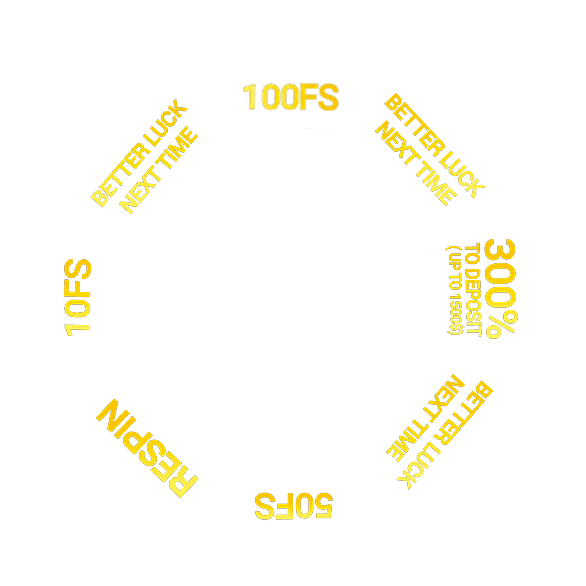 100FS
BETTER LUCK
NEXT TIME
300%
TO DEPOSIT
(UP TO 1500$)
BETTER LUCK
NEXT TIME
50FS
RESPIN
10FS
BETTER LUCK
NEXT TIME